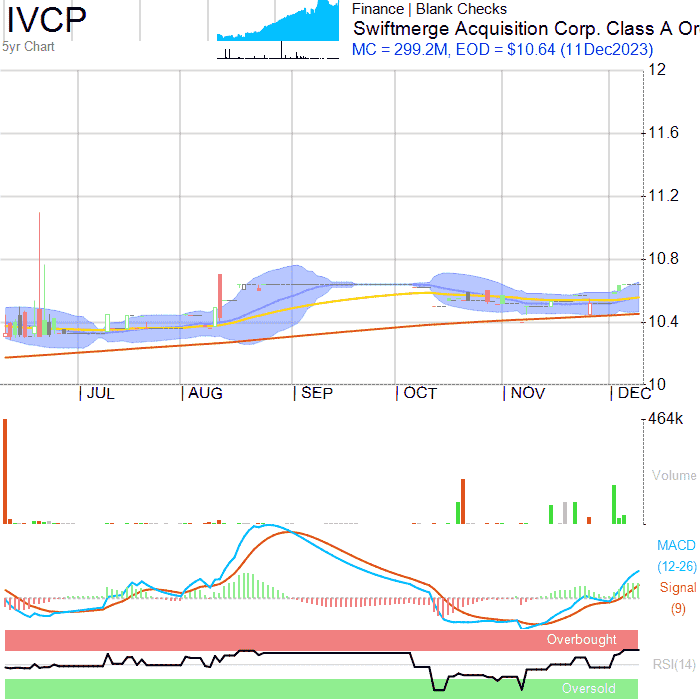 IVCP
5yr Chart
Finance | Blank Checks
Swiftmerge Acquisition Corp. Class A Or
MC = 299.2M, EOD = $10.64 (11Dec2023)
12
11.6
11.2
10.8
10.4
10
JUL
AUG
SEP
OCT
NOV
DEC
464k
Volume
MACD
(12-26)
Signal
(9)
Overbought
RSI(14)
Oversold